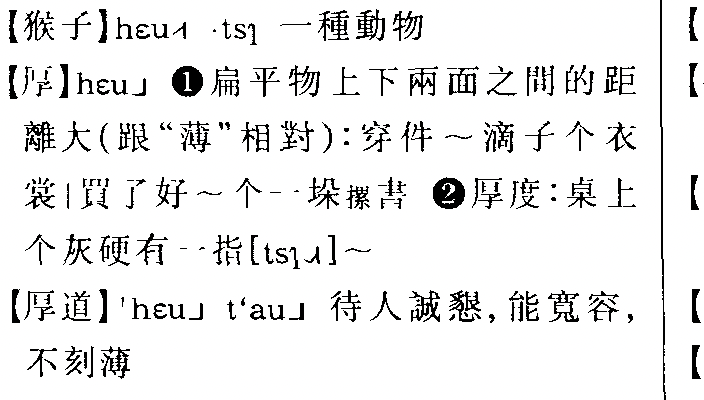 【猴子】hɛu˨˦ ·tsɿ 一種動物
【厚】hɛu˩ ❶扁平物上下兩面之間的距
離大(跟“薄”相對)：穿件～滴子个衣
裳|買了好～个一垛摞書 ❷厚度：桌上
个灰硬有一指[tsɿ˨˦]～
【厚道】hɛu˩ t‘au˩ 待人誠懇，能寬容，
不刻薄